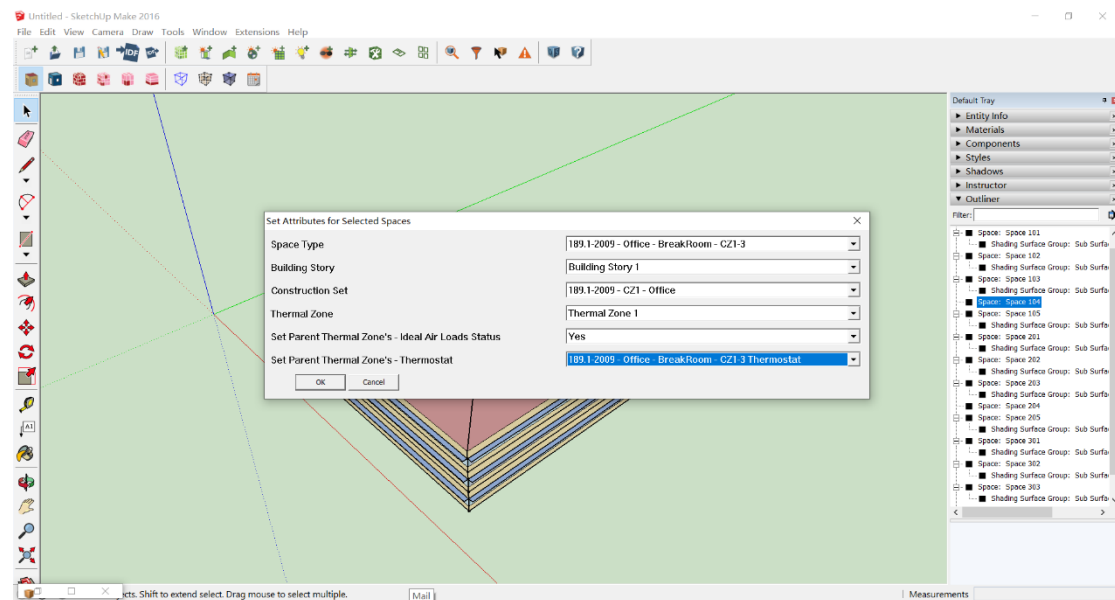 Untitled - SketchUp Make 2016
File Edit View Camera Draw Tools Window Extensions Help
IDF
Default Tray
Entity Info
Materials
Components
Styles
Shadows
Instructor
Outliner
Filter:
Space: Space 101
Shading Surface Group: Sub Surfa
Space: Space 102
Shading Surface Group: Sub Surfa
Space: Space 103
Shading Surface Group: Sub Surfa
Space: Space 104
Space: Space 105
Shading Surface Group: Sub Surfa
Space: Space 201
Shading Surface Group: Sub Surfa
Space: Space 202
Shading Surface Group: Sub Surfa
Space: Space 203
Shading Surface Group: Sub Surfa
Space: Space 204
Space: Space 205
Shading Surface Group: Sub Surfa
Space: Space 301
Shading Surface Group: Sub Surfa
Space: Space 302
Shading Surface Group: Sub Surfa
Space: Space 303
Shading Surface Group: Sub Surfa
Set Attributes for Selected Spaces
Space Type 189.1-2009 - Office - BreakRoom - CZ1-3
Building Story Building Story 1
Construction Set 189.1-2009 - CZ1 - Office
Thermal Zone Thermal Zone 1
Set Parent Thermal Zone's - Ideal Air Loads Status Yes
Set Parent Thermal Zone's - Thermostat 189.1-2009 - Office - BreakRoom - CZ1-3 Thermostat
OK Cancel
A1
jects. Shift to extend select. Drag mouse to select multiple.
Mail
Measurements